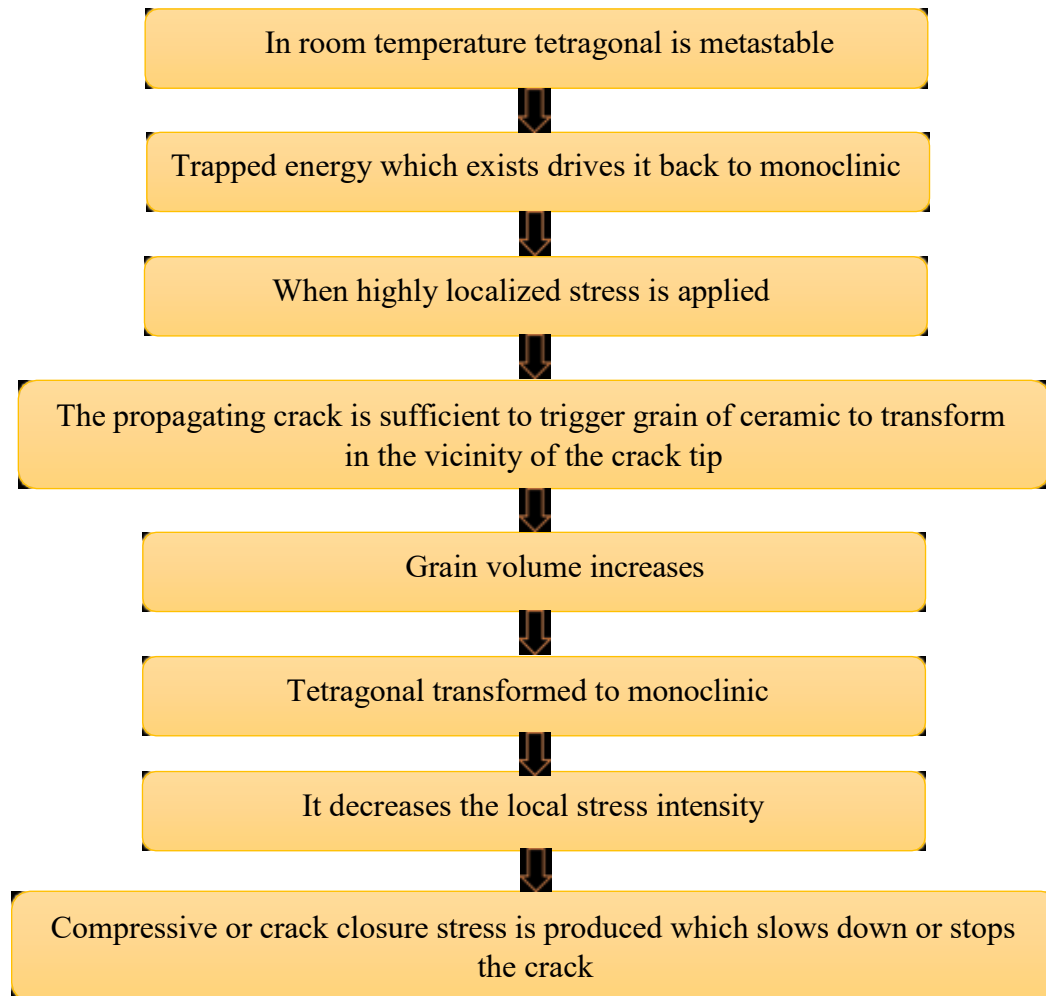 In room temperature tetragonal is metastable
Trapped energy which exists drives it back to monoclinic
When highly localized stress is applied
The propagating crack is sufficient to trigger grain of ceramic to transform
in the vicinity of the crack tip
Grain volume increases
Tetragonal transformed to monoclinic
It decreases the local stress intensity
Compressive or crack closure stress is produced which slows down or stops
the crack